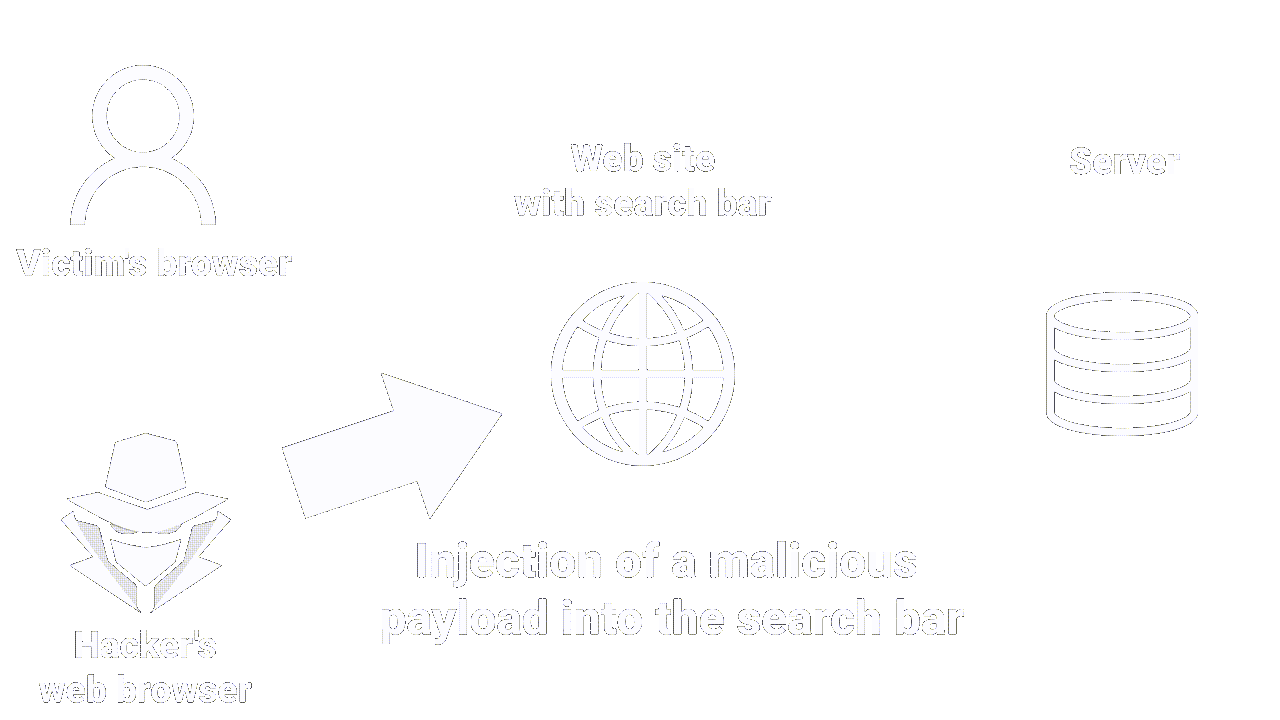 Web site
with search bar
Server
Victim's browser
Injection of a malicious
payload into the search bar
Hacker's
web browser